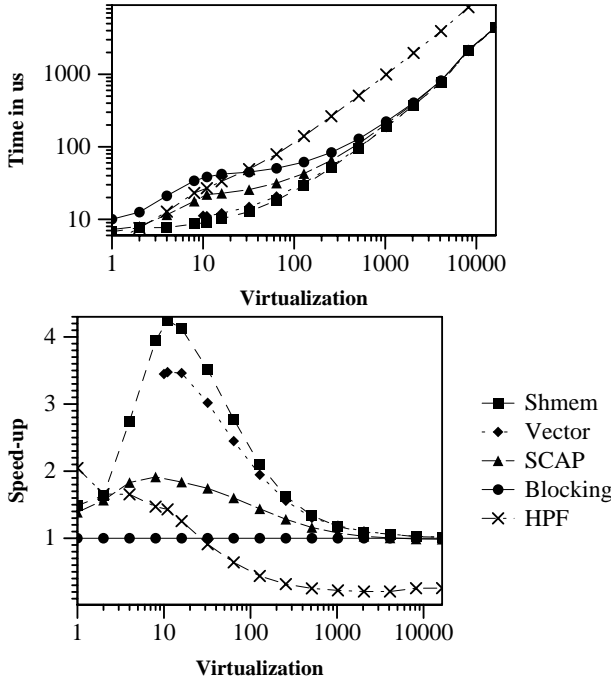 Time in us
1000
100
10
1 10 100 1000 10000
Virtualization
Speed-up
4
3
2
1
1 10 100 1000 10000
Virtualization
Shmem
Vector
SCAP
Blocking
HPF